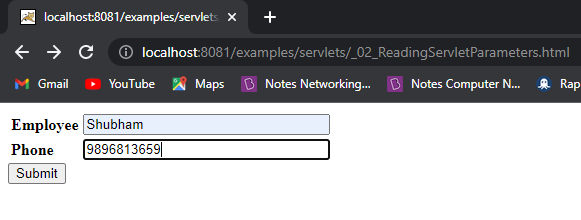 localhost:8081/examples/servlets
localhost:8081/examples/servlets/_02_ReadingServletParameters.html
Gmail YouTube Maps Notes Networking... Notes Computer N... Rap
Employee Shubham
Phone 9896813659
Submit